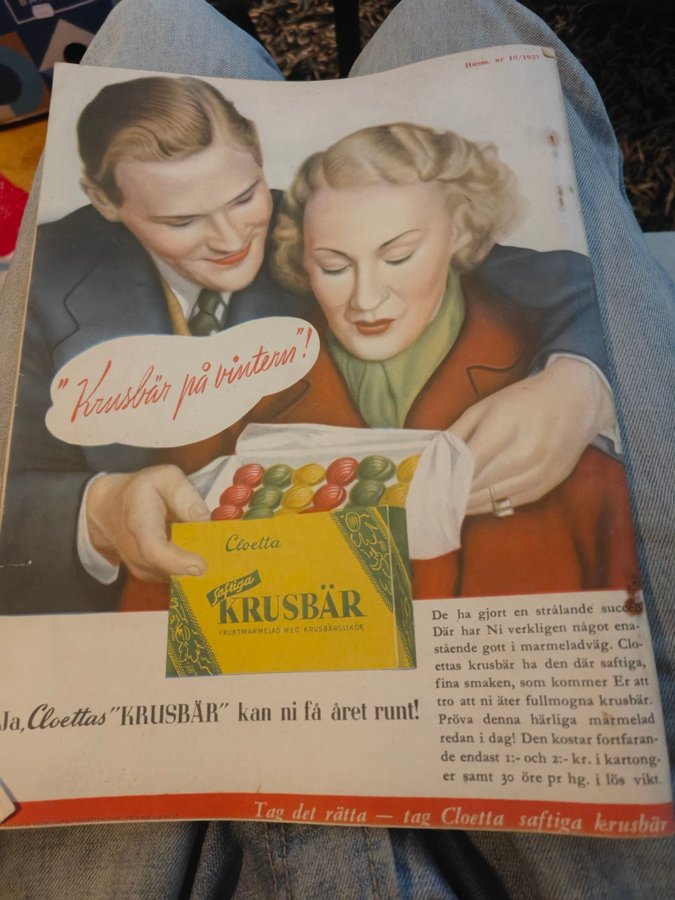 Husm. nr 10/1937
"Krusbär på vintern"!
Cloetta
Saftiga
KRUSBÄR
FRUKTMARMELAD MED KRUSBÄRSLIKÖR
De ha gjort en strålande
Där har Ni verkligen något ena-
stående gott i marmeladväg. Clo-
ettas krusbär ha den där saftiga,
fina smaken, som kommer Er att
tro att ni äter fullmogna krusbär.
Pröva denna härliga marmelad
redan i dag! Den kostar fortfaran-
de endast 1:- och 2:- kr. i kartong-
er samt 30 öre pr hg. i lös vikt.
Ja, Cloettas "KRUSBÄR" kan ni få året runt!
Tag det rätta — tag Cloetta saftiga krusbär